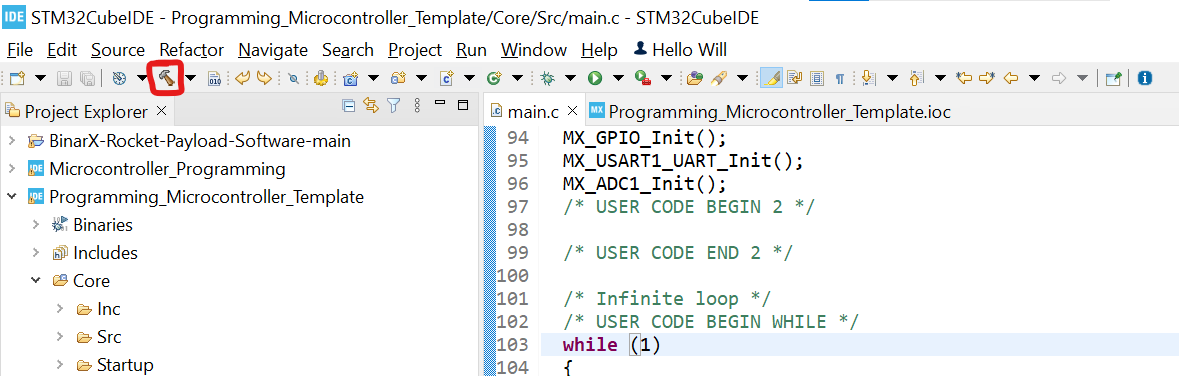 IDE STM32CubeIDE - Programming_Microcontroller_Template/Core/Src/main.c - STM32CubeIDE
File Edit Source Refactor Navigate Search Project Run Window Help Hello Will
010
Project Explorer
main.c
MX Programming_Microcontroller_Template.ioc
BinarX-Rocket-Payload-Software-main
IDE Microcontroller_Programming
IDE Programming_Microcontroller_Template
Binaries
Includes
Core
Inc
Src
Startup
94 MX_GPIO_Init();
95 MX_USART1_UART_Init();
96 MX_ADC1_Init();
97 /* USER CODE BEGIN 2 */
98
99 /* USER CODE END 2 */
100
101 /* Infinite loop */
102 /* USER CODE BEGIN WHILE */
103 while (1)
104 {